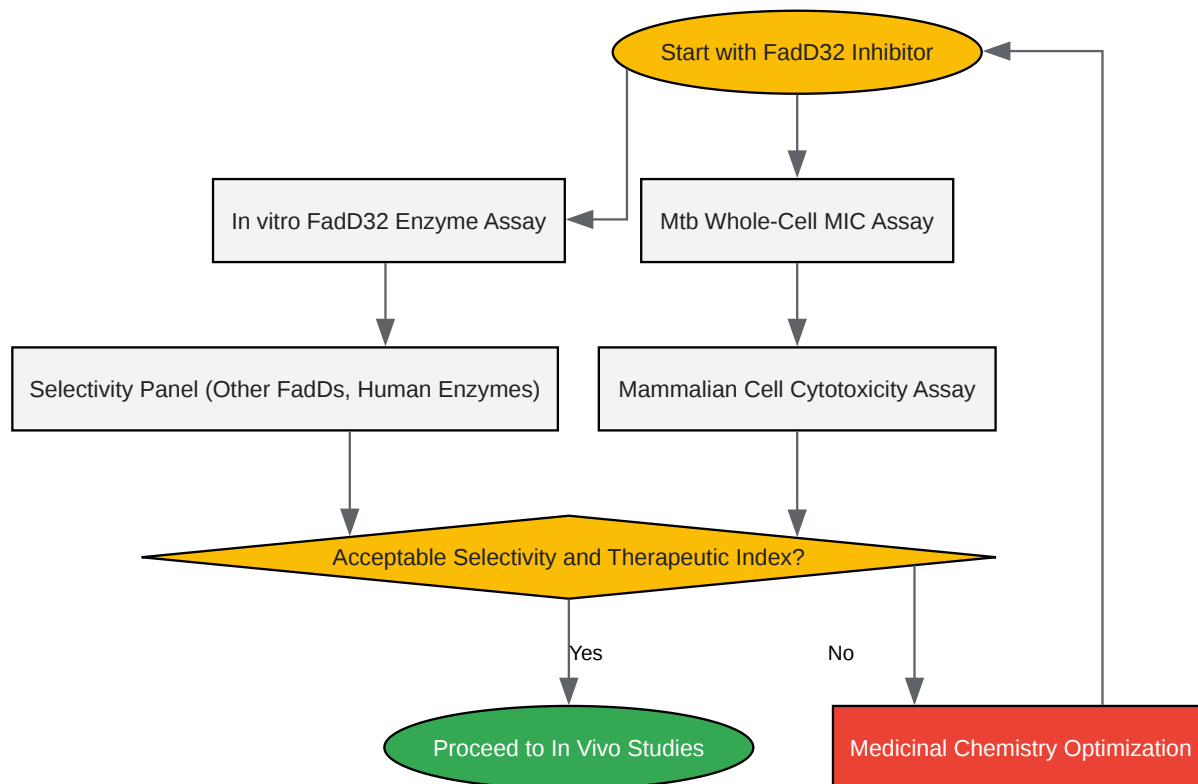 Start with FadD32 Inhibitor
In vitro FadD32 Enzyme Assay
Mtb Whole-Cell MIC Assay
Selectivity Panel (Other FadDs, Human Enzymes)
Mammalian Cell Cytotoxicity Assay
Acceptable Selectivity and Therapeutic Index?
Yes
No
Proceed to In Vivo Studies
Medicinal Chemistry Optimization